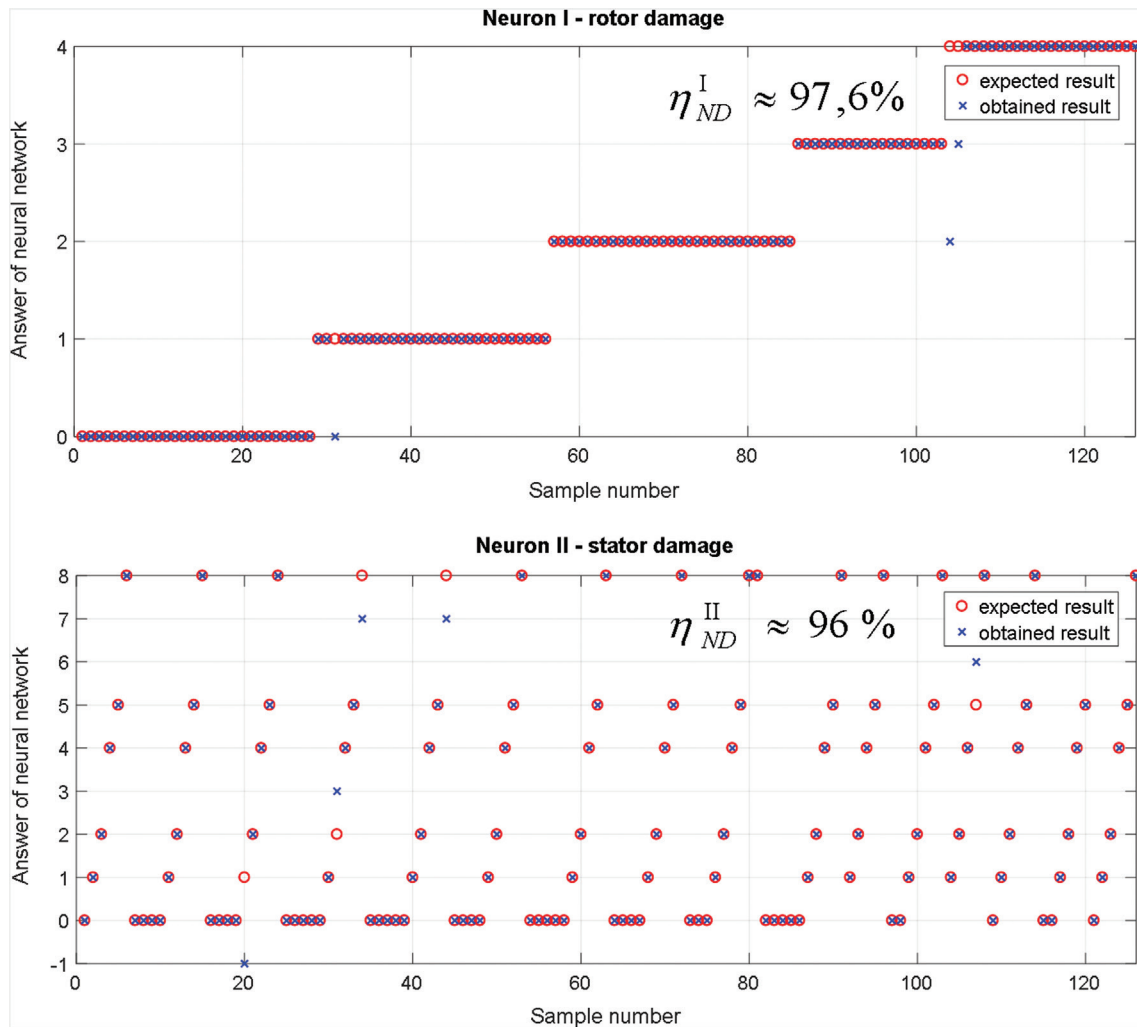 Neuron I - rotor damage
4
η_ND^I ≈ 97,6%
expected result
obtained result
3
2
1
0
Answer of neural network
0 20 40 60 80 100 120
Sample number
Neuron II - stator damage
8
η_ND^II ≈ 96 %
expected result
obtained result
7
6
5
4
3
2
1
0
-1
Answer of neural network
0 20 40 60 80 100 120
Sample number